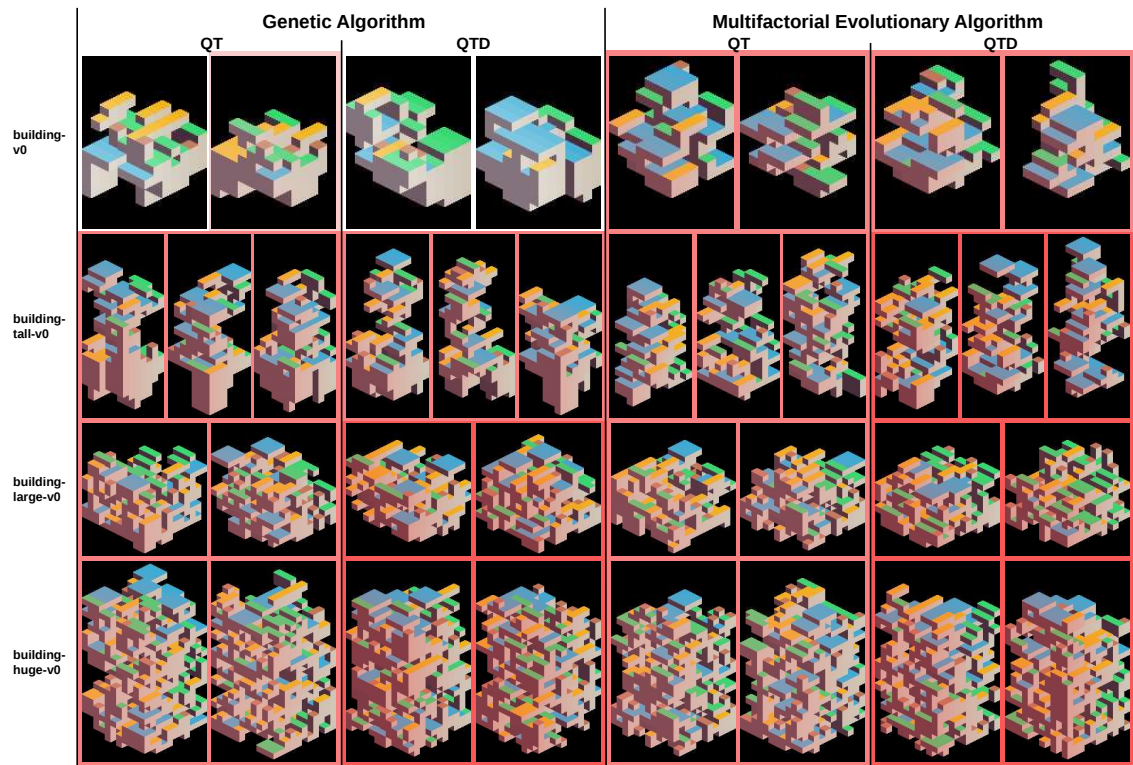 Genetic Algorithm
Multifactorial Evolutionary Algorithm
QT
QTD
QT
QTD
building-
v0
building-
tall-v0
building-
large-v0
building-
huge-v0